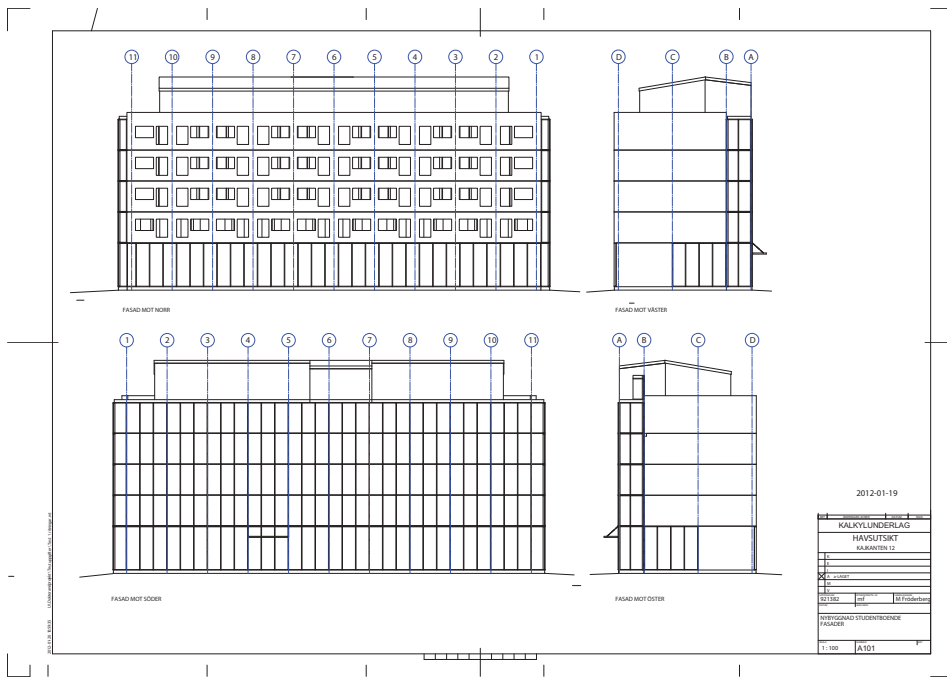 11 10 9 8 7 6 5 4 3 2 1
D C B A
FASAD MOT NORR
FASAD MOT VÄSTER
1 2 3 4 5 6 7 8 9 10 11
A B C D
FASAD MOT SÖDER
FASAD MOT ÖSTER
2012-01-19
KALKYLUNDERLAG
HAVSUTSIKT
KAJKANTEN 12
A
921382 mf M Fröderberg
NYBYGGNAD STUDENTBOENDE
FASADER
1 : 100 A101